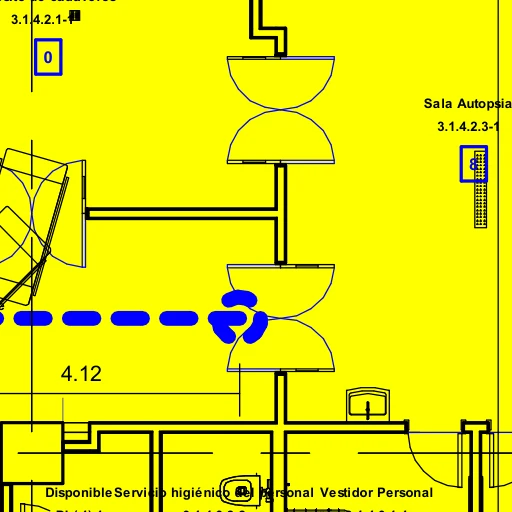 3.1.4.2.1-1
0
Sala Autopsia
3.1.4.2.3-1
8
4.12
Disponible Servicio higiénico del personal Vestidor Personal